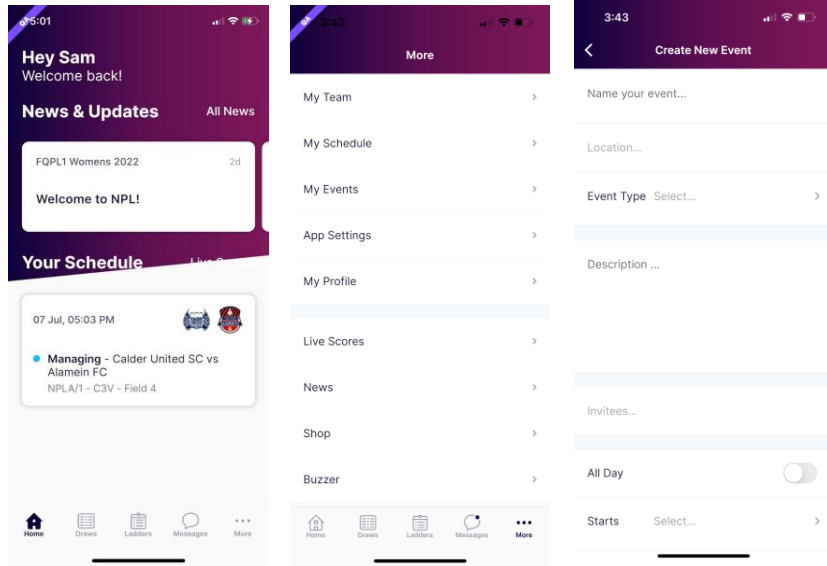 5:01
Hey Sam
Welcome back!
News & Updates All News
FQPL1 Womens 2022 2d
Welcome to NPL!
Your Schedule
07 Jul, 05:03 PM
Managing - Calder United SC vs
Alamein FC
NPLA/1 - C3V - Field 4
Home Draws Ladders Messages More
QA 3:43
More
My Team
My Schedule
My Events
App Settings
My Profile
Live Scores
News
Shop
Buzzer
Home Draws Ladders Messages More
3:43
Create New Event
Name your event...
Location...
Event Type Select...
Description ...
Invitees...
All Day
Starts Select...